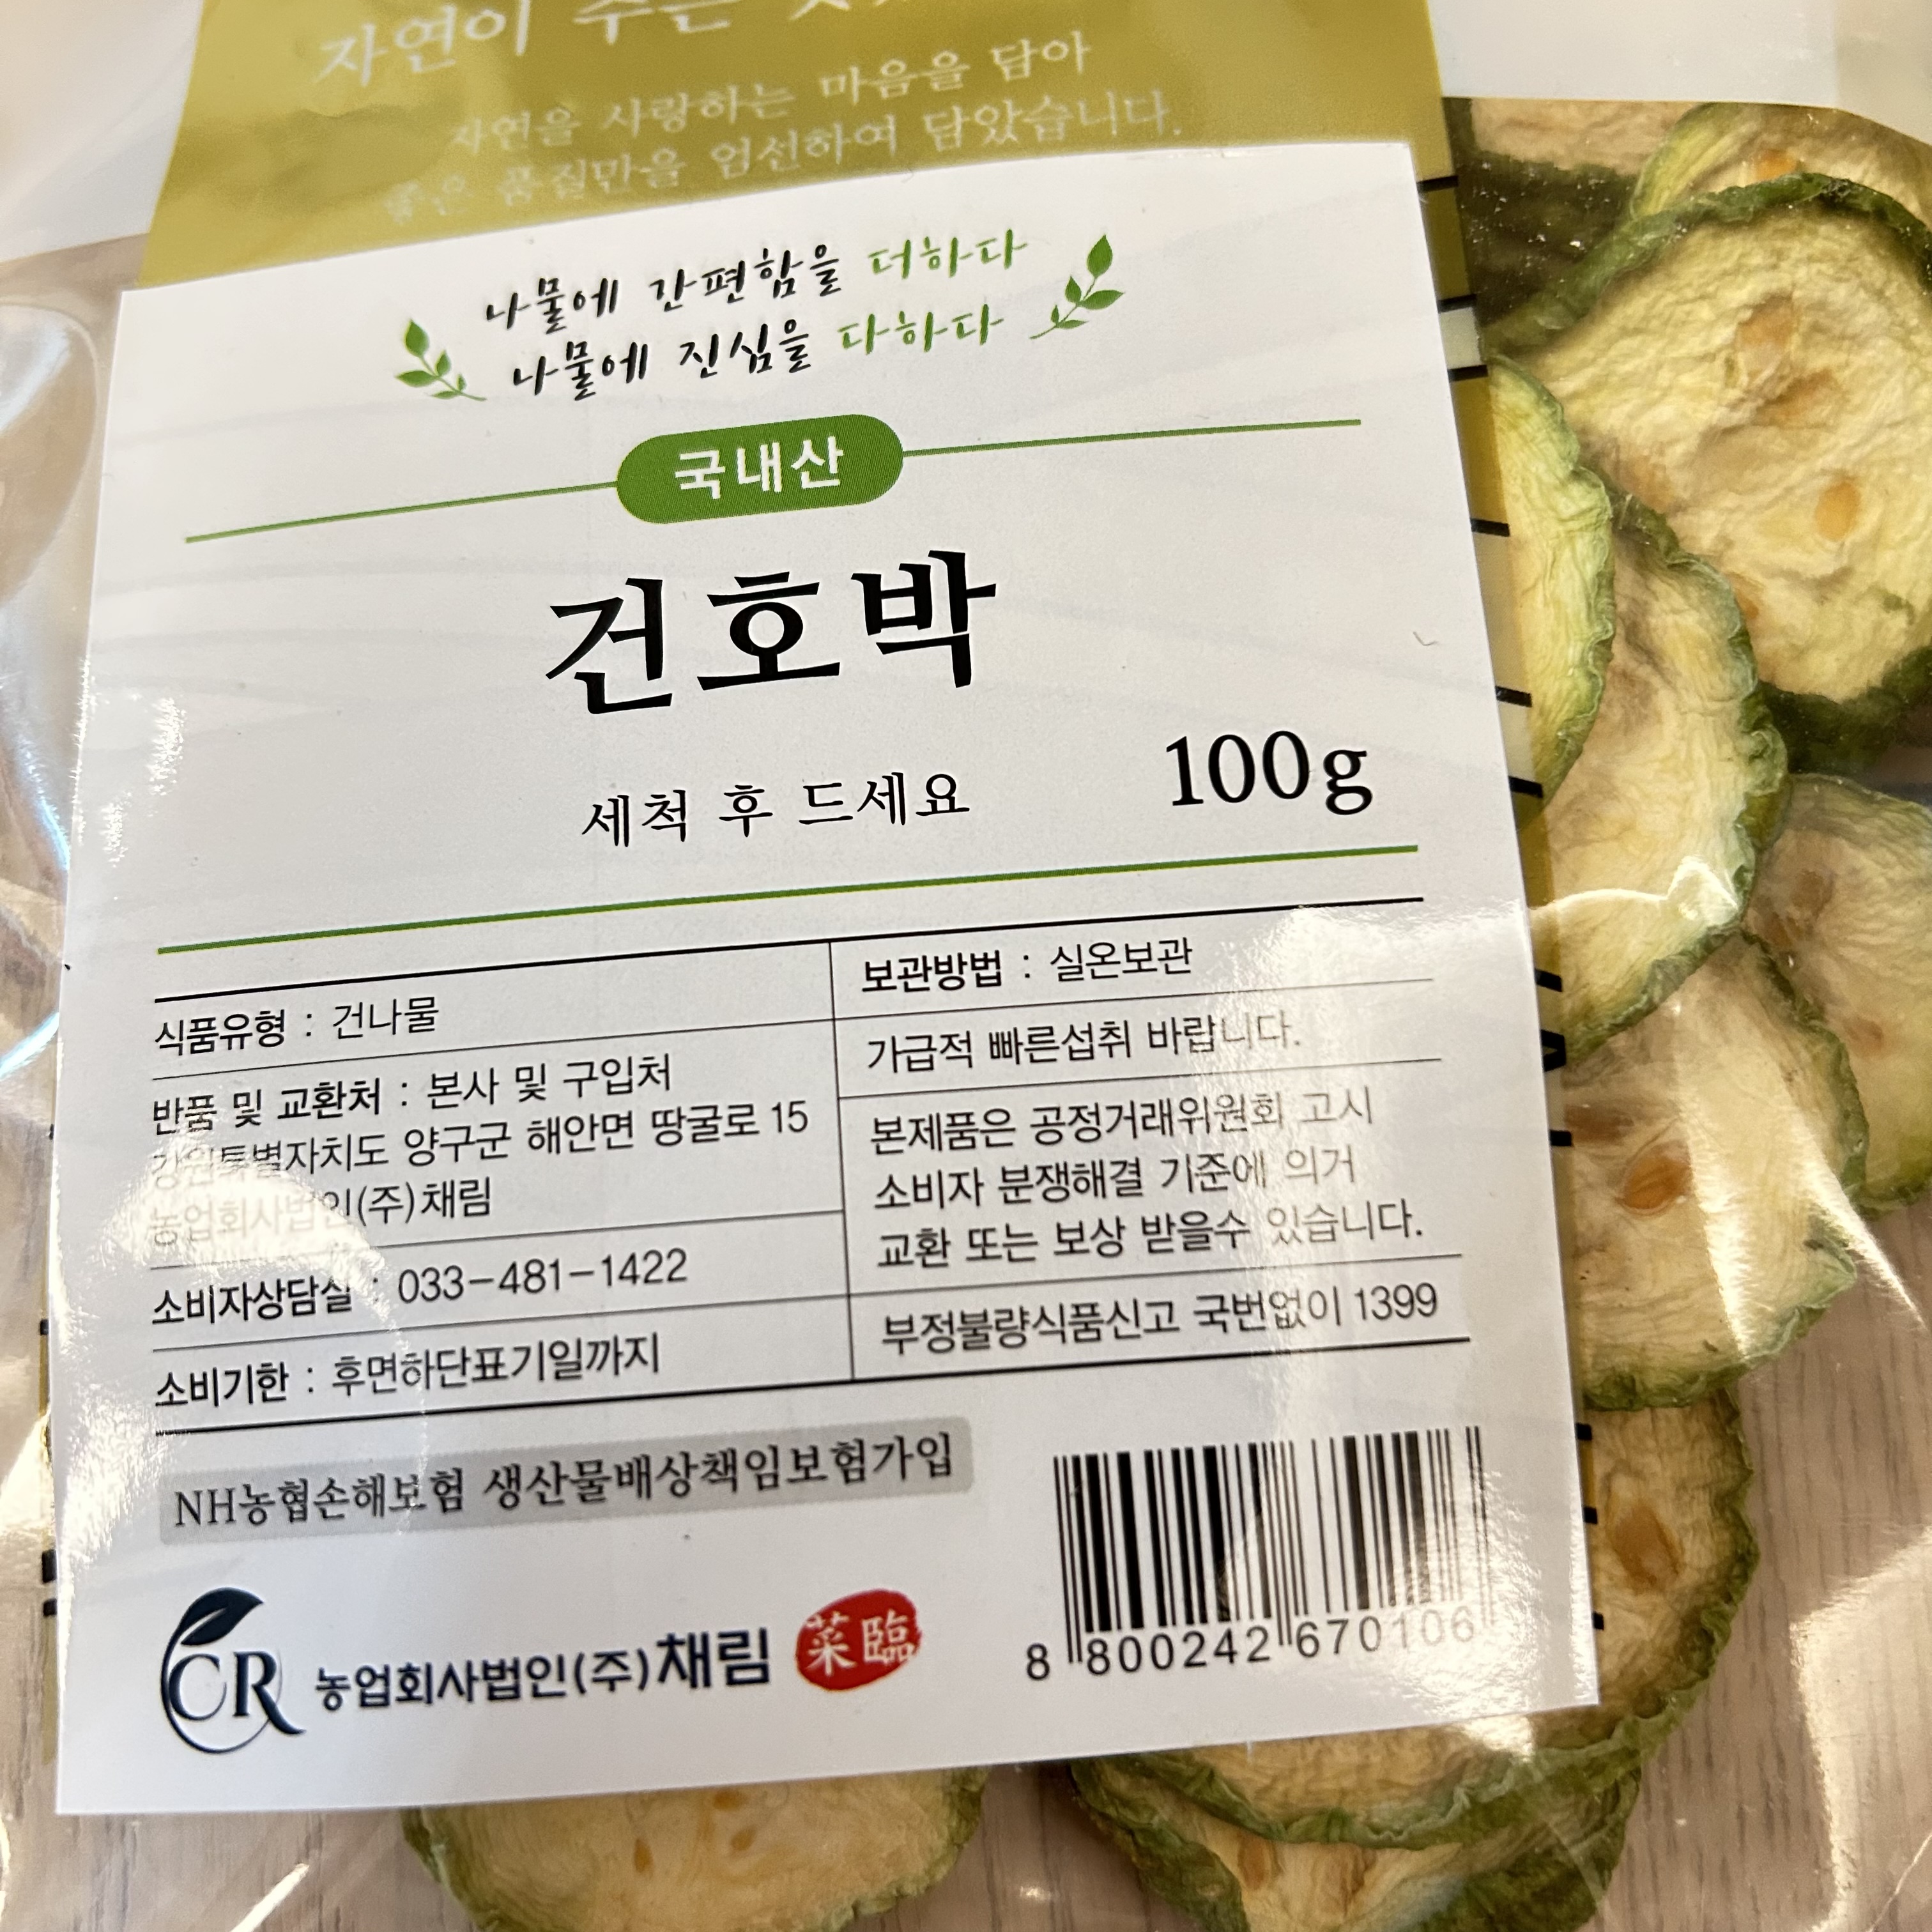 자연이 주는
자연을 사랑하는 마음을 담아
좋은 품질만을 엄선하여 담았습니다.
나물에 간편함을 더하다
나물에 진심을 다하다
국내산
건호박
세척 후 드세요
100g
식품유형 : 건나물
반품 및 교환처 : 본사 및 구입처
강원특별자치도 양구군 해안면 땅굴로 15
농업회사법인(주)채림
소비자상담실 : 033-481-1422
소비기한 : 후면하단표기일까지
보관방법 : 실온보관
가급적 빠른섭취 바랍니다.
본제품은 공정거래위원회 고시
소비자 분쟁해결 기준에 의거
교환 또는 보상 받을수 있습니다.
부정불량식품신고 국번없이 1399
NH농협손해보험 생산물배상책임보험가입
CR 농업회사법인(주)채림 菜臨
8 800242 670106